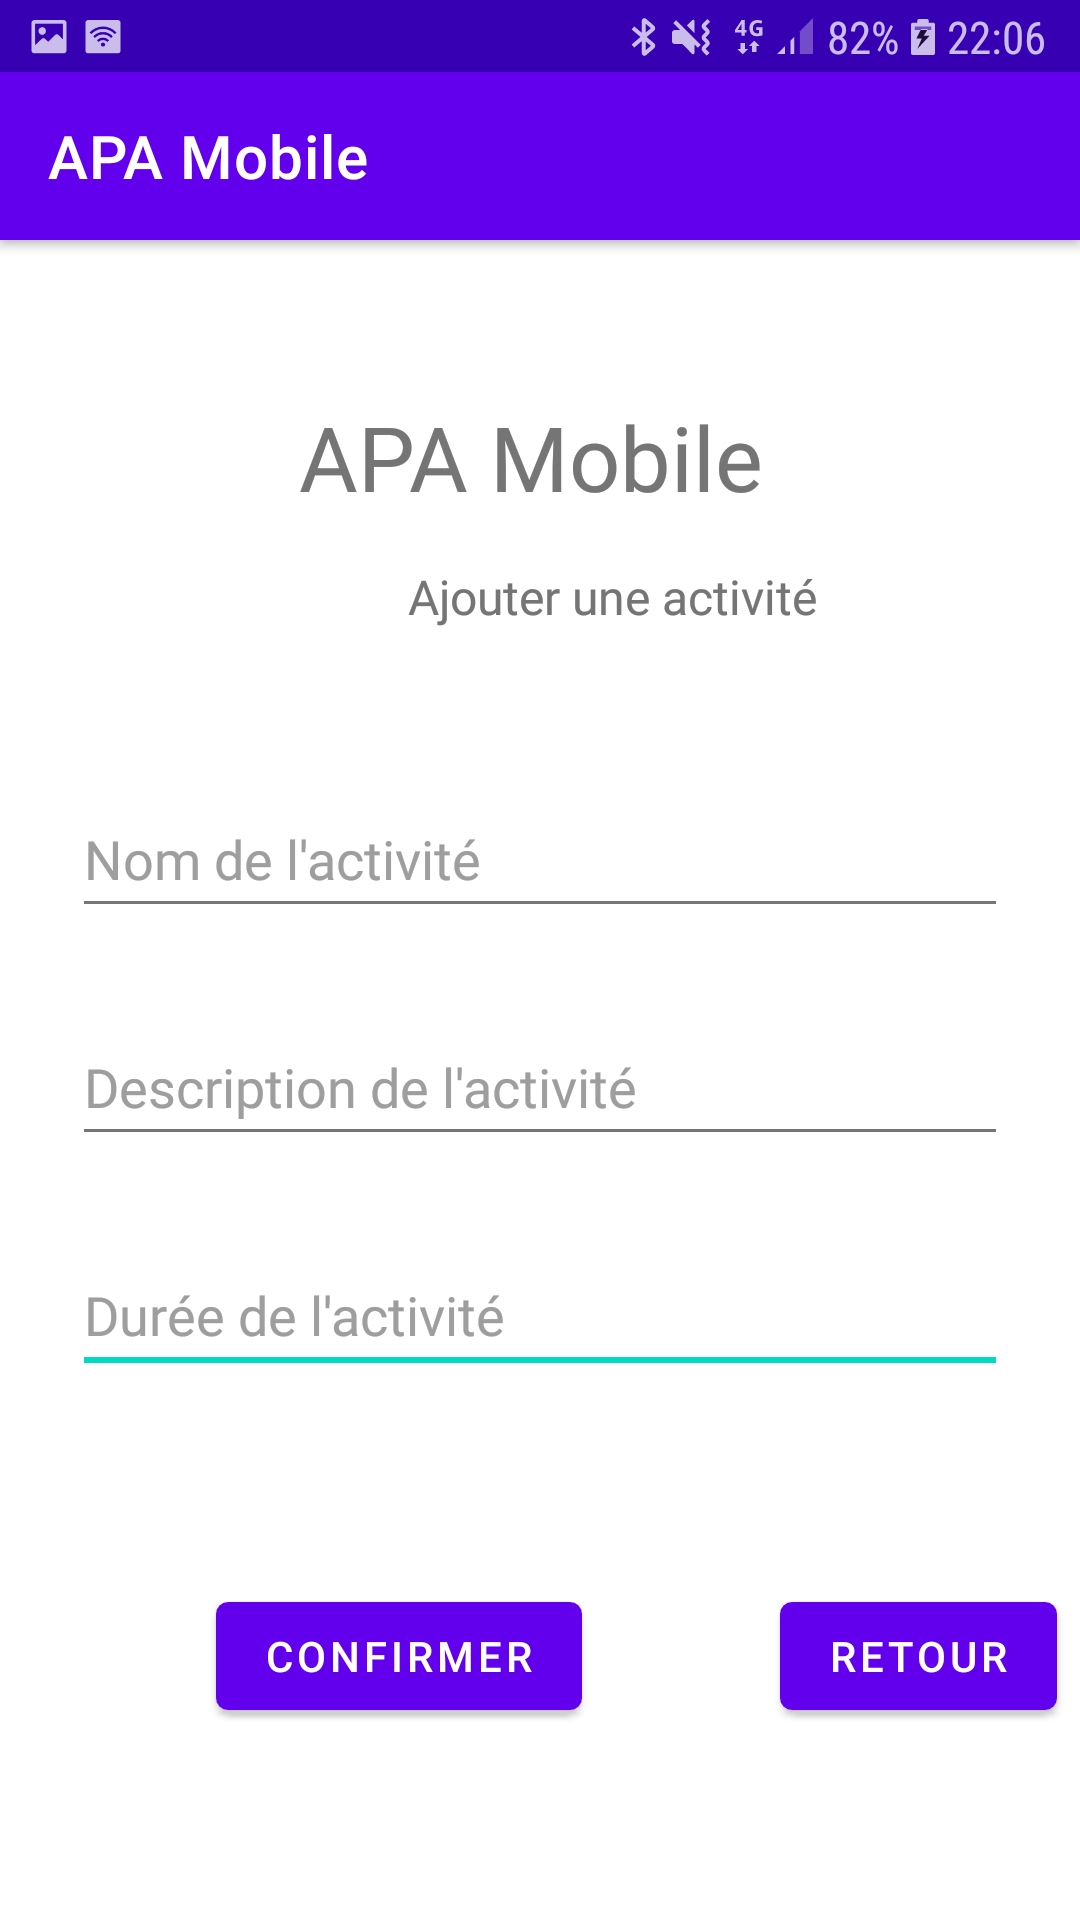 4G 82% 22:06
APA Mobile
APA Mobile
Ajouter une activité
Nom de l'activité
Description de l'activité
Durée de l'activité
CONFIRMER RETOUR